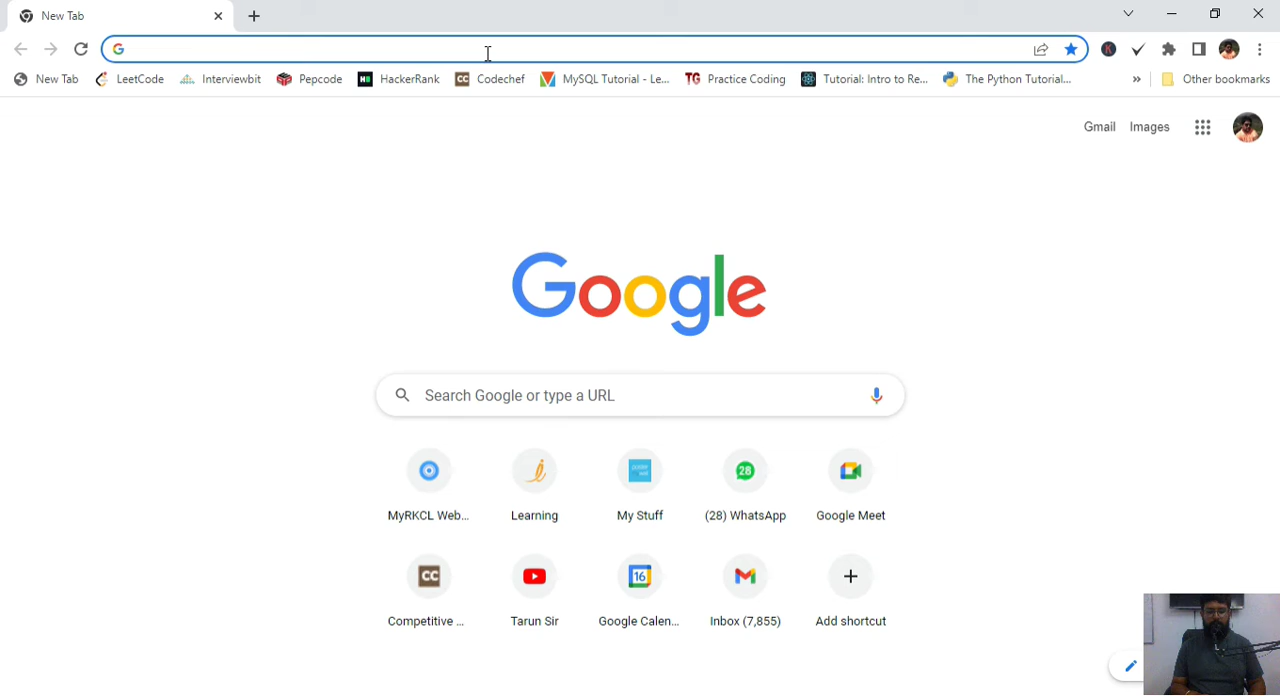 New Tab
New Tab LeetCode Interviewbit Pepcode HackerRank Codechef MySQL Tutorial - Le... Practice Coding Tutorial: Intro to Re... The Python Tutorial... » Other bookmarks
Gmail Images
Google
Search Google or type a URL
MyRKCL Web... Learning My Stuff (28) WhatsApp Google Meet
Competitive ... Tarun Sir Google Calen... Inbox (7,855) Add shortcut